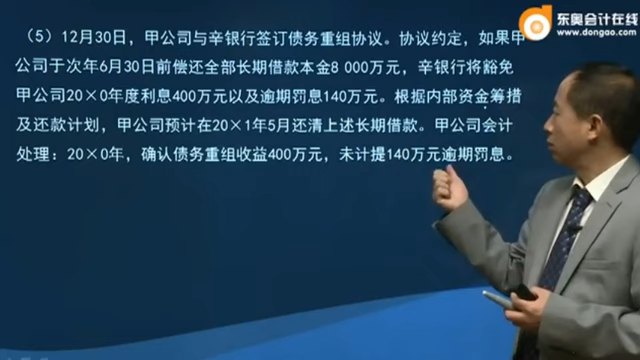 东奥会计在线
www.dongao.com
（5）12月30日，甲公司与辛银行签订债务重组协议。协议约定，如果甲
公司于次年6月30日前偿还全部长期借款本金8 000万元，辛银行将豁免
甲公司20×0年度利息400万元以及逾期罚息140万元。根据内部资金筹措
及还款计划，甲公司预计在20×1年5月还清上述长期借款。甲公司会计
处理：20×0年，确认债务重组收益400万元，未计提140万元逾期罚息。